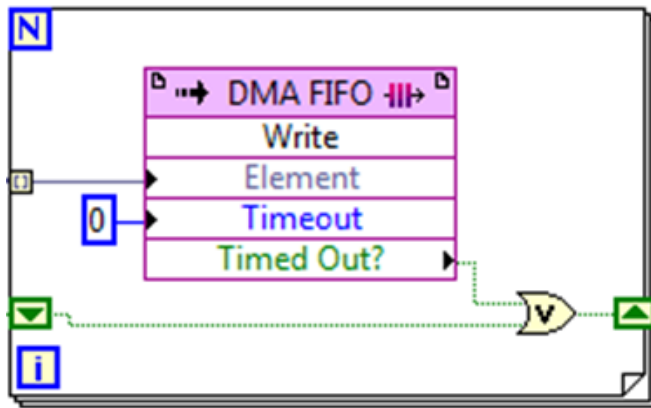 N
DMA FIFO
Write
Element
0
Timeout
Timed Out?
V
i